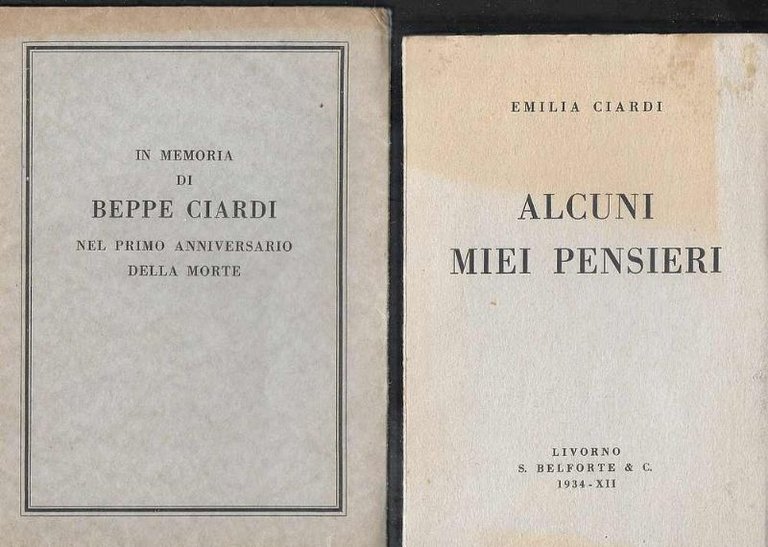 IN MEMORIA
DI
BEPPE CIARDI
NEL PRIMO ANNIVERSARIO
DELLA MORTE
EMILIA CIARDI
ALCUNI
MIEI PENSIERI
LIVORNO
S. BELFORTE & C.
1934-XII